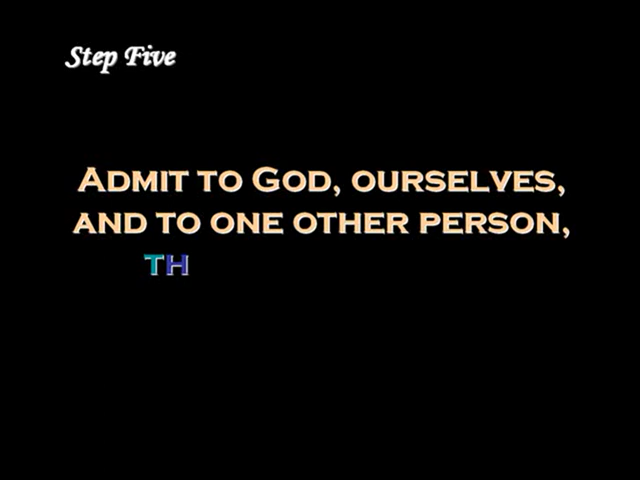 Step Five
Admit to God, ourselves,
and to one other person,
th